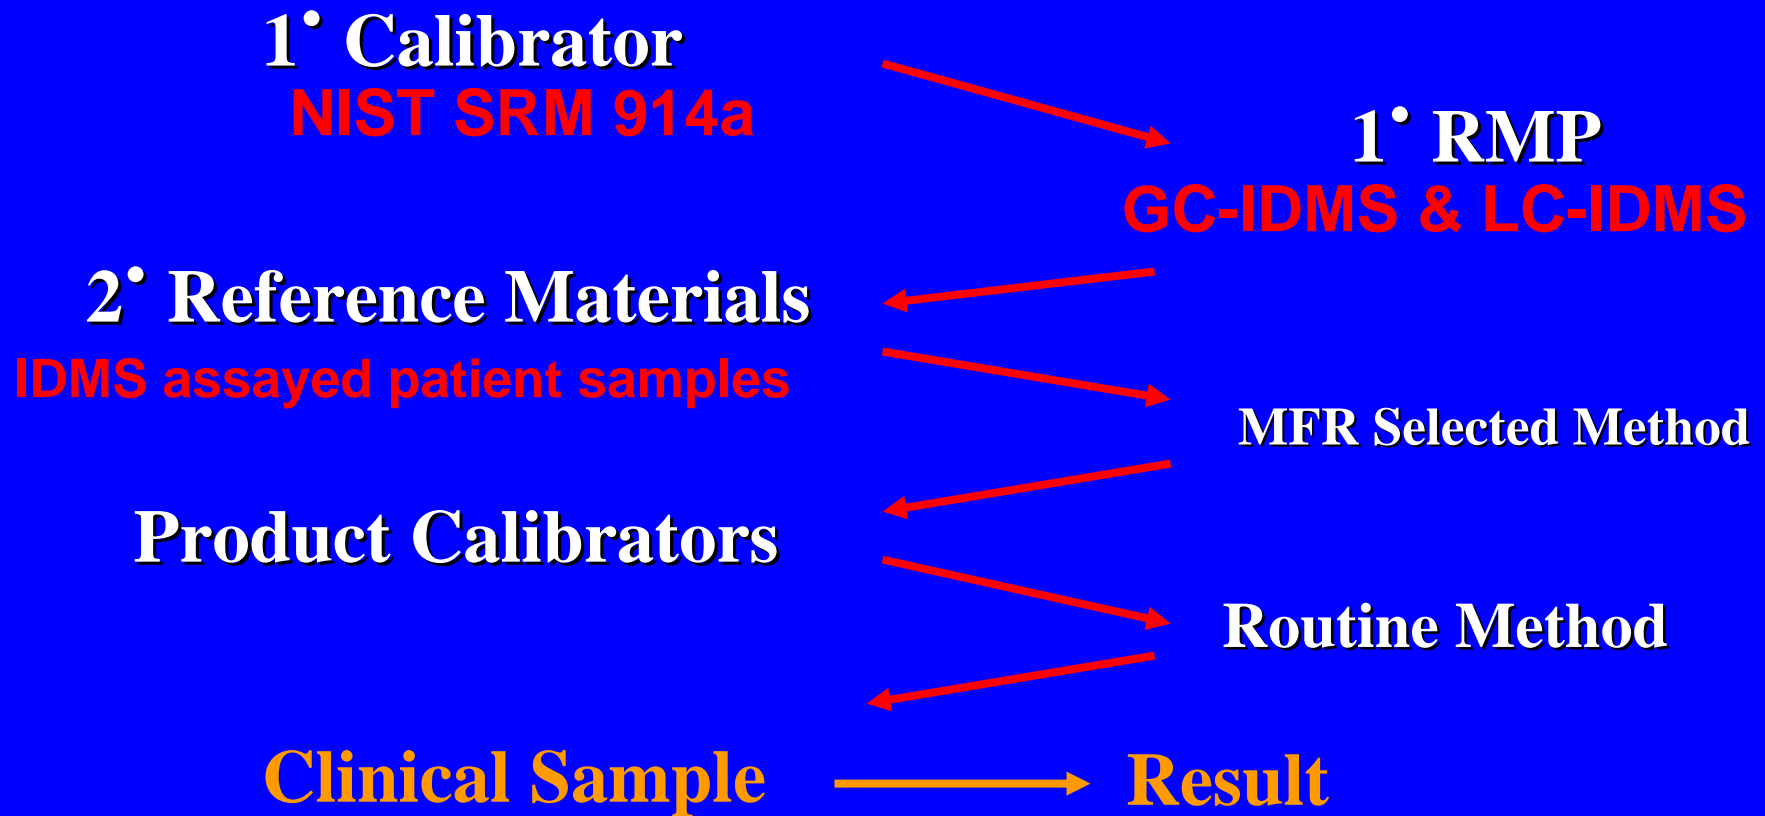 1° Calibrator
NIST SRM 914a
1° RMP
GC-IDMS & LC-IDMS
2° Reference Materials
IDMS assayed patient samples
MFR Selected Method
Product Calibrators
Routine Method
Clinical Sample
Result